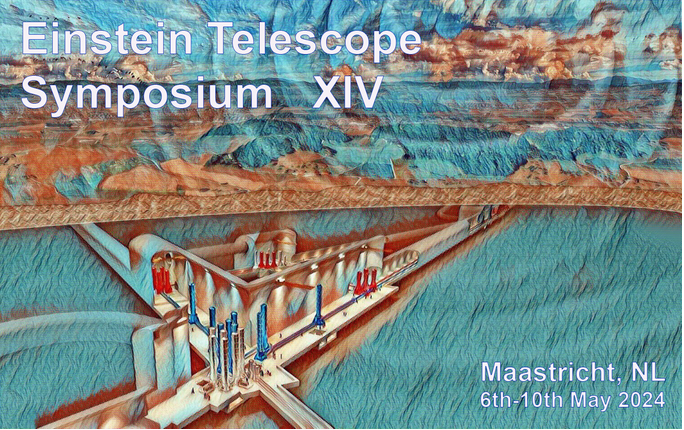 Einstein Telescope
Symposium XIV
Maastricht, NL
6th-10th May 2024